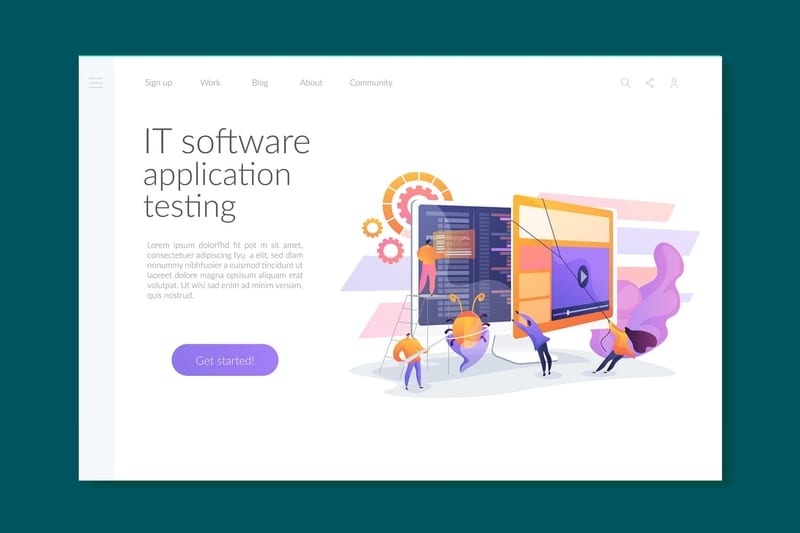 Sign up Work Blog About Community
IT software
application
testing
Lorem ipsum dolorfhd fit pot m sit amet,
consectetuer adipiscing fyu a elit, sed diam
nonummy nibhfuoier a euismod tincidunt ut
laoreet dolore magna opsisum aliquam erat
volutpat. Ut wisi sad enim ad minim veniam,
quis nostrud.
Get started!